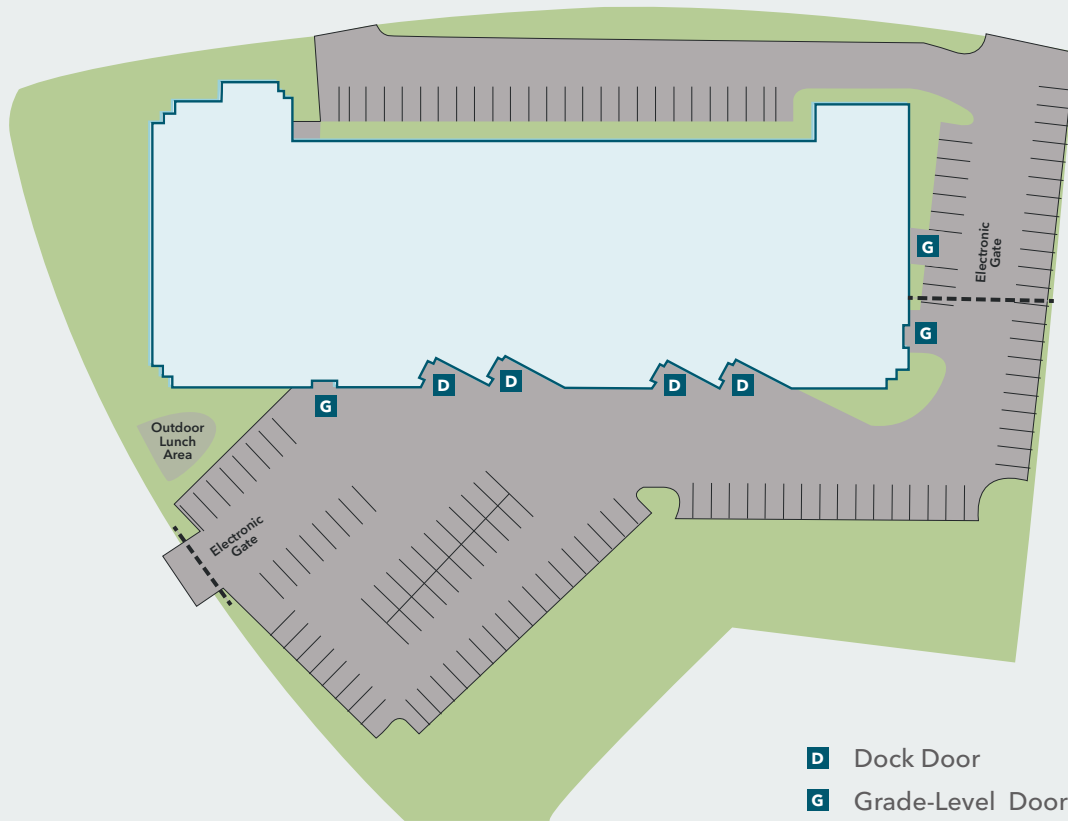 Electronic
Gate
G
G
D
D
D
D
G
Outdoor
Lunch
Area
Electronic
Gate
D Dock Door
G Grade-Level Door